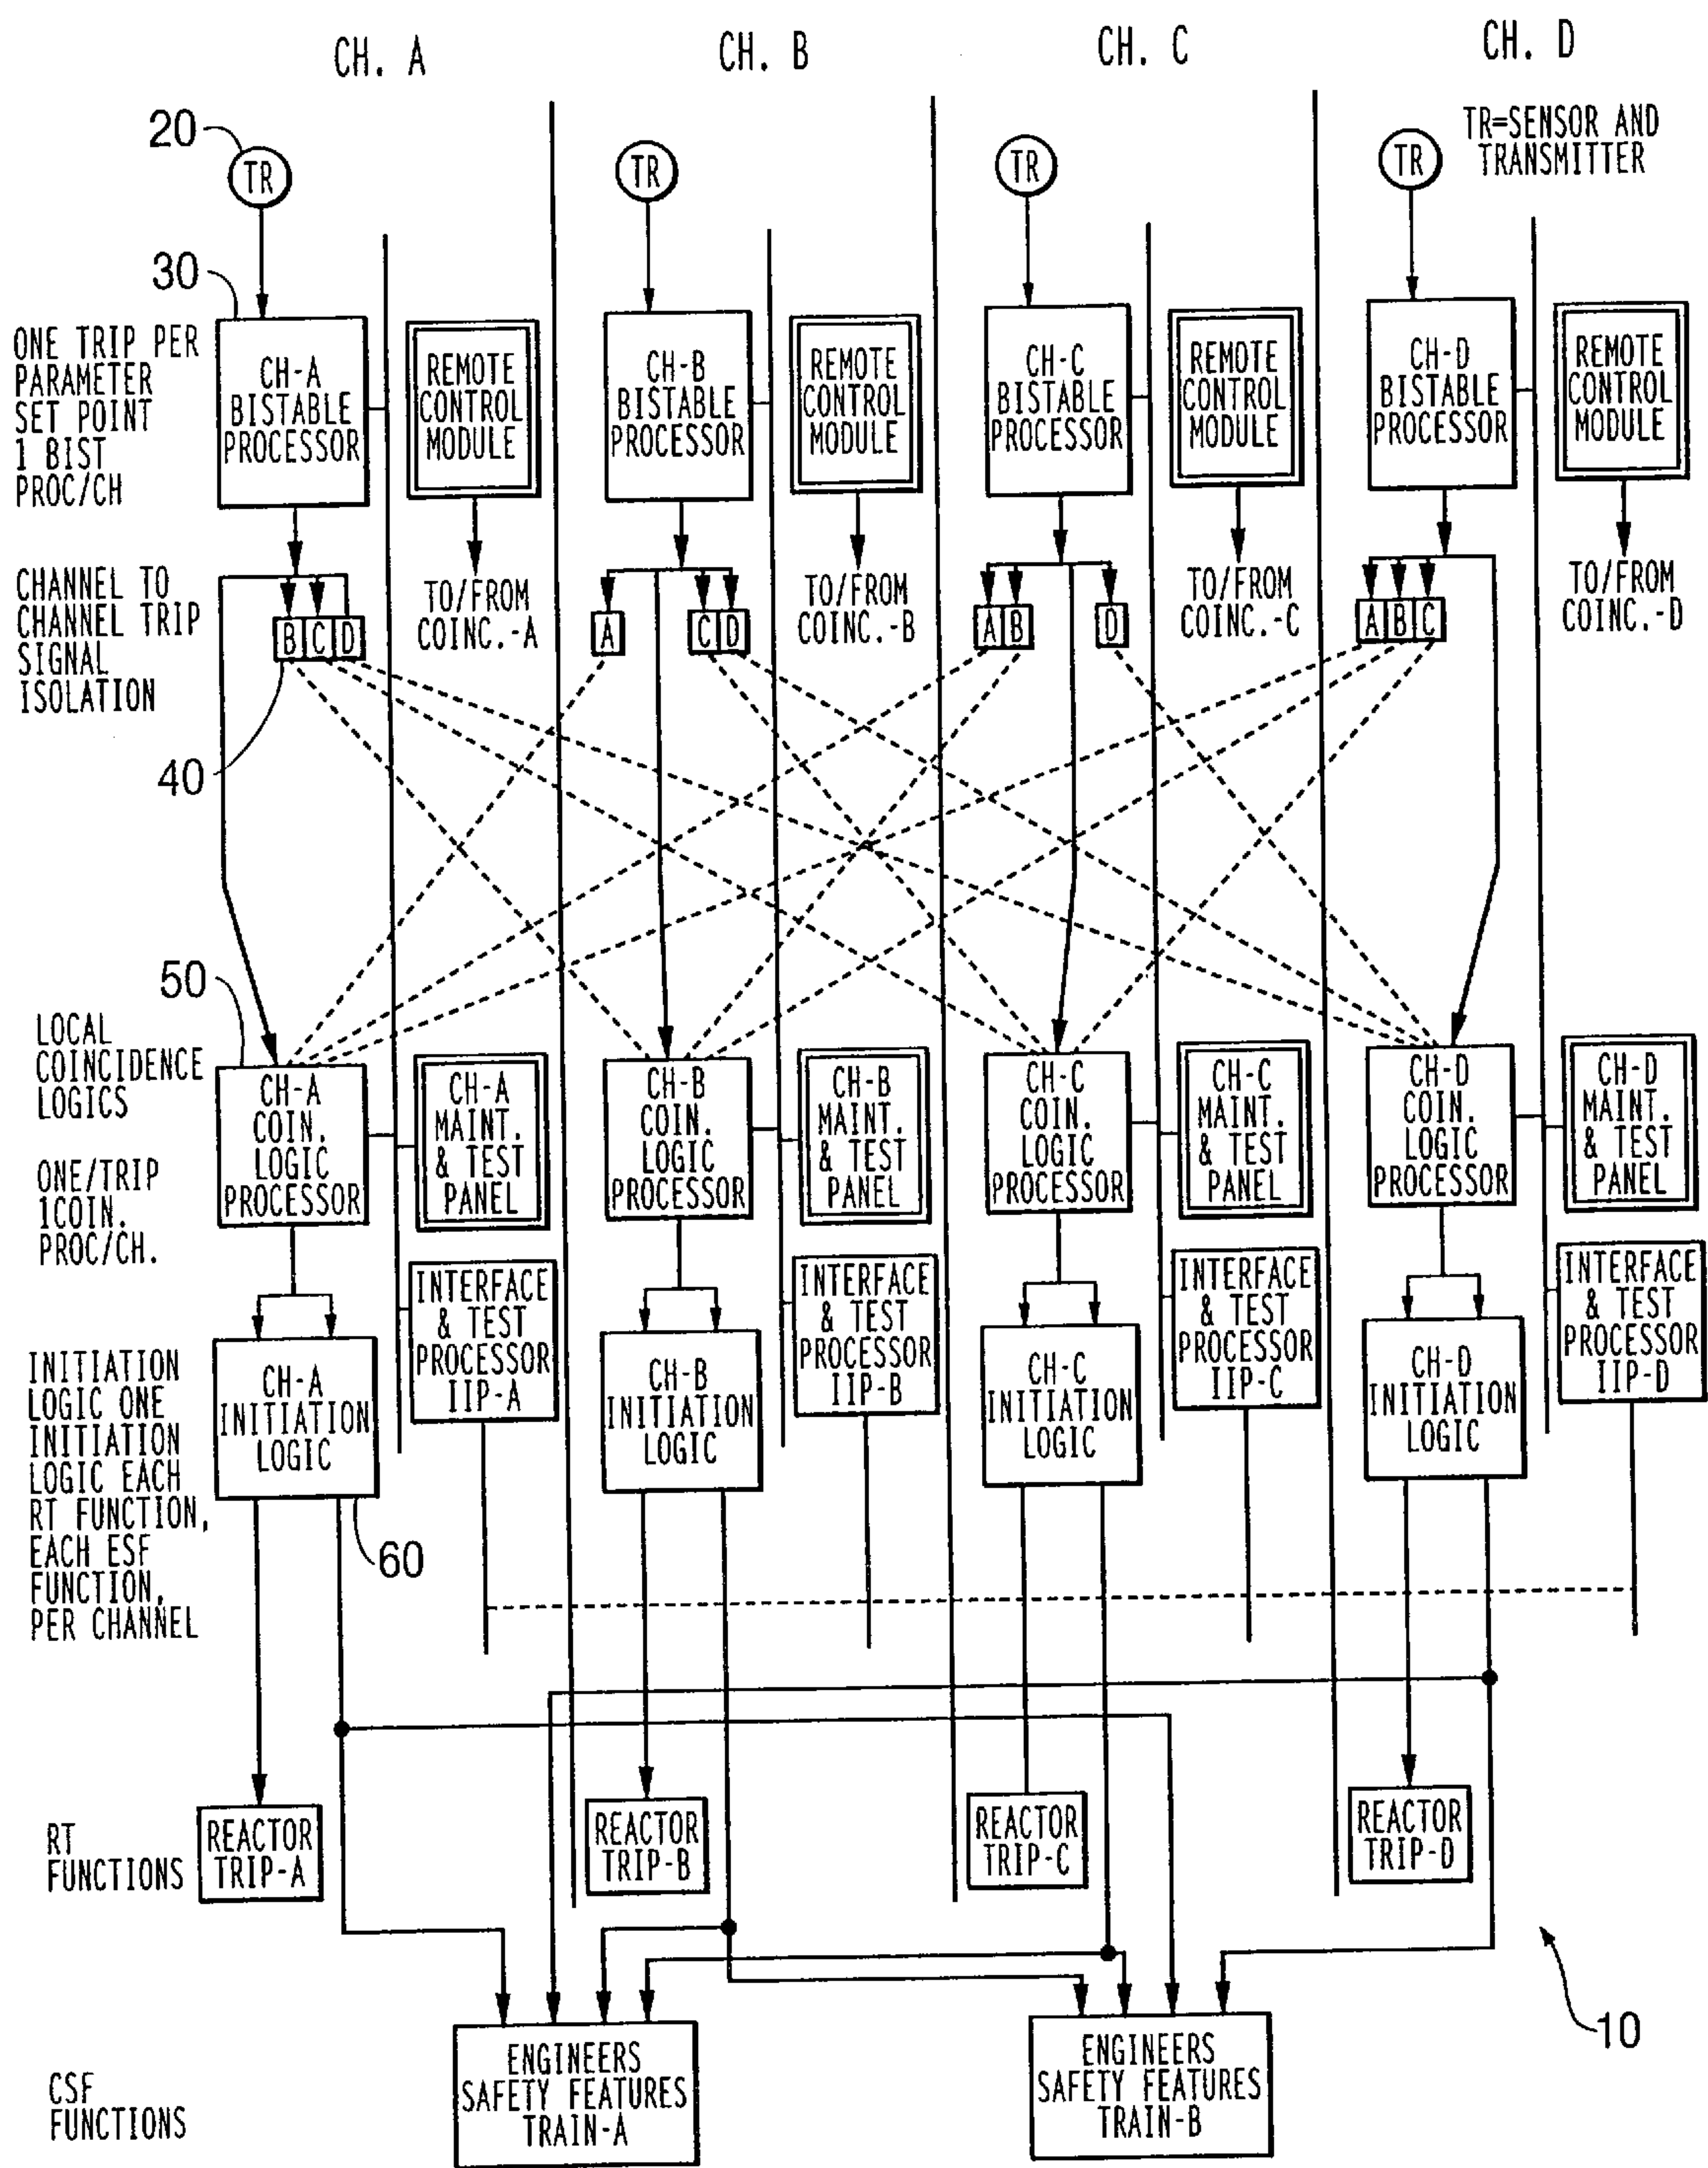 CH. A
CH. B
CH. C
CH. D
20
TR
TR
TR
TR
TR=SENSOR AND
TRANSMITTER
30
ONE TRIP PER
PARAMETER
SET POINT
1 BIST
PROC/CH
CH-A
BISTABLE
PROCESSOR
REMOTE
CONTROL
MODULE
CH-B
BISTABLE
PROCESSOR
REMOTE
CONTROL
MODULE
CH-C
BISTABLE
PROCESSOR
REMOTE
CONTROL
MODULE
CH-D
BISTABLE
PROCESSOR
REMOTE
CONTROL
MODULE
CHANNEL TO
CHANNEL TRIP
SIGNAL
ISOLATION
B C D
TO/FROM
COINC.-A
A
C D
TO/FROM
COINC.-B
A B
D
TO/FROM
COINC.-C
A B C
TO/FROM
COINC.-D
40
50
LOCAL
COINCIDENCE
LOGICS
ONE/TRIP
1COIN.
PROC/CH.
CH-A
COIN.
LOGIC
PROCESSOR
CH-A
MAINT.
& TEST
PANEL
CH-B
COIN.
LOGIC
PROCESSOR
CH-B
MAINT.
& TEST
PANEL
CH-C
COIN.
LOGIC
PROCESSOR
CH-C
MAINT.
& TEST
PANEL
CH-D
COIN.
LOGIC
PROCESSOR
CH-D
MAINT.
& TEST
PANEL
INITIATION
LOGIC ONE
INITIATION
LOGIC EACH
RT FUNCTION,
EACH ESF
FUNCTION,
PER CHANNEL
CH-A
INITIATION
LOGIC
INTERFACE
& TEST
PROCESSOR
IIP-A
CH-B
INITIATION
LOGIC
INTERFACE
& TEST
PROCESSOR
IIP-B
CH-C
INITIATION
LOGIC
INTERFACE
& TEST
PROCESSOR
IIP-C
CH-D
INITIATION
LOGIC
INTERFACE
& TEST
PROCESSOR
IIP-D
60
RT
FUNCTIONS
REACTOR
TRIP-A
REACTOR
TRIP-B
REACTOR
TRIP-C
REACTOR
TRIP-D
10
CSF
FUNCTIONS
ENGINEERS
SAFETY FEATURES
TRAIN-A
ENGINEERS
SAFETY FEATURES
TRAIN-B